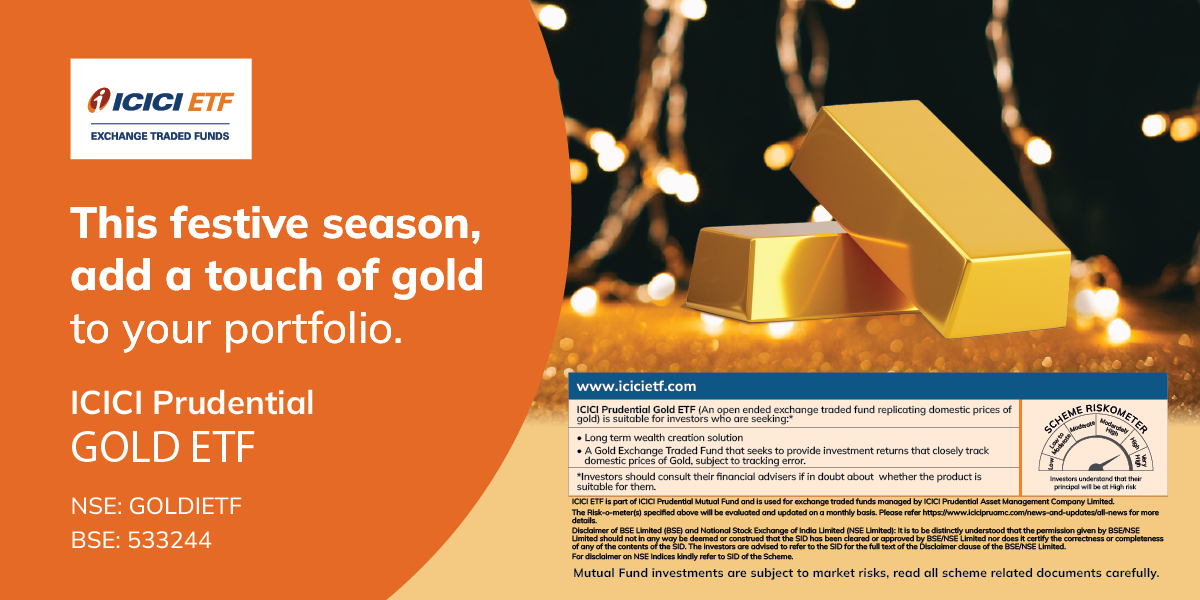 ICICI ETF
EXCHANGE TRADED FUNDS
This festive season,
add a touch of gold
to your portfolio.
ICICI Prudential
GOLD ETF
NSE: GOLDIETF
BSE: 533244
www.icicietf.com
ICICI Prudential Gold ETF (An open ended exchange traded fund replicating domestic prices of
gold) is suitable for investors who are seeking:*
• Long term wealth creation solution
• A Gold Exchange Traded Fund that seeks to provide investment returns that closely track
domestic prices of Gold, subject to tracking error.
*Investors should consult their financial advisers if in doubt about whether the product is
suitable for them.
SCHEME RISKOMETER
Low
Low to
Moderate
Moderate
Moderately
High
High
Very
High
Investors understand that their
principal will be at High risk
ICICI ETF is part of ICICI Prudential Mutual Fund and is used for exchange traded funds managed by ICICI Prudential Asset Management Company Limited.
The Risk-o-meter(s) specified above will be evaluated and updated on a monthly basis. Please refer https://www.icicipruamc.com/news-and-updates/all-news for more
details.
Disclaimer of BSE Limited (BSE) and National Stock Exchange of India Limited (NSE Limited): It is to be distinctly understood that the permission given by BSE/NSE
Limited should not in any way be deemed or construed that the SID has been cleared or approved by BSE/NSE Limited nor does it certify the correctness or completeness
of any of the contents of the SID. The investors are advised to refer to the SID for the full text of the Disclaimer clause of the BSE/NSE Limited.
For disclaimer on NSE Indices kindly refer to SID of the Scheme.
Mutual Fund investments are subject to market risks, read all scheme related documents carefully.